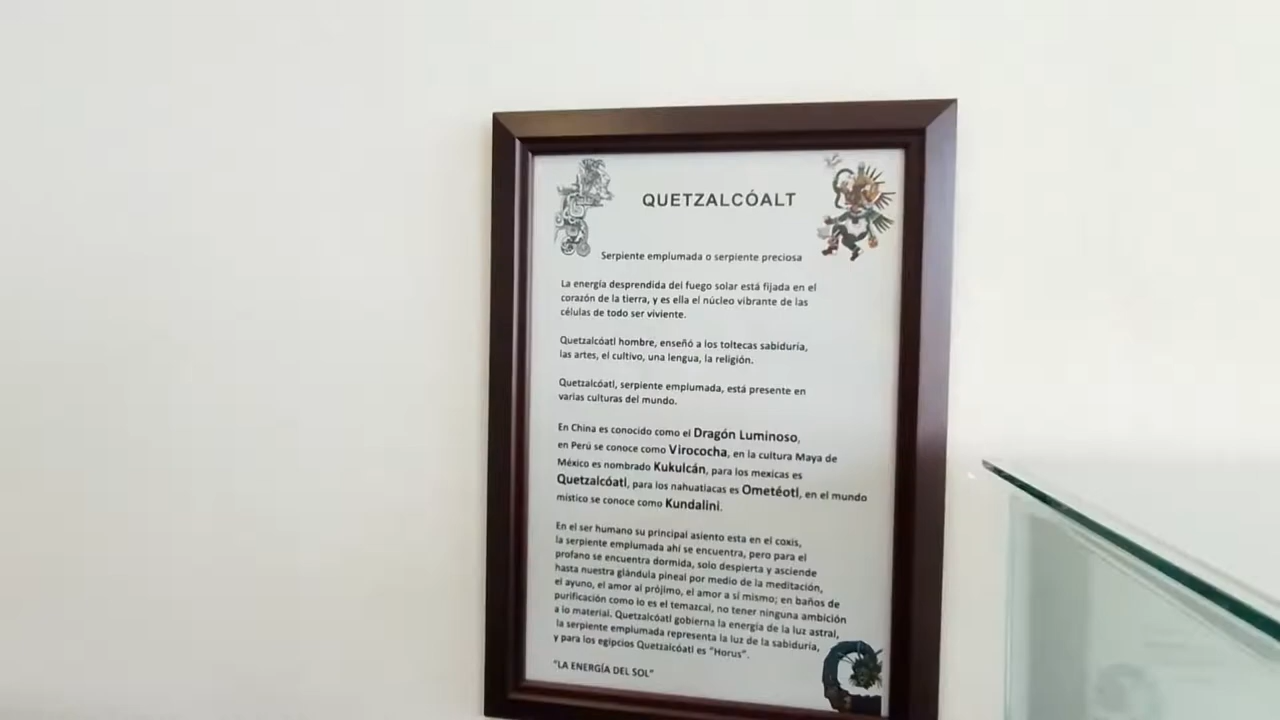 QUETZALCÓALT
Serpiente emplumada o serpiente preciosa
La energía desprendida del fuego solar está fijada en el
corazón de la tierra, y es ella el núcleo vibrante de las
células de todo ser viviente.
Quetzalcóatl hombre, enseñó a los toltecas sabiduría,
las artes, el cultivo, una lengua, la religión.
Quetzalcóatl, serpiente emplumada, está presente en
varias culturas del mundo.
En China es conocido como el Dragón Luminoso,
en Perú se conoce como Virococha, en la cultura Maya de
México es nombrado Kukulcán, para los mexicas es
Quetzalcóatl, para los nahuatlacas es Ometéotl, en el mundo
místico se conoce como Kundalini.
En el ser humano su principal asiento esta en el coxis,
la serpiente emplumada ahí se encuentra, pero para el
profano se encuentra dormida, solo despierta y asciende
hasta nuestra glándula pineal por medio de la meditación,
el ayuno, el amor al prójimo, el amor a sí mismo; en baños de
purificación como lo es el temazcal, no tener ninguna ambición
a lo material. Quetzalcóatl gobierna la energía de la luz astral,
la serpiente emplumada representa la luz de la sabiduría,
y para los egipcios Quetzalcóatl es "Horus".
"LA ENERGÍA DEL SOL"